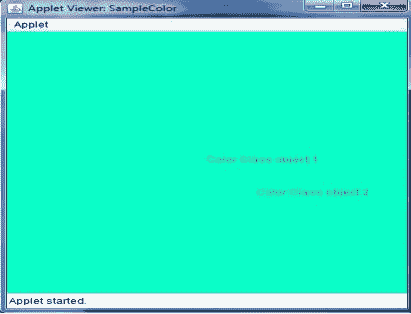 Applet Viewer: SampleColor
Applet
Color Class object 1
Color Class object 2
Applet started.